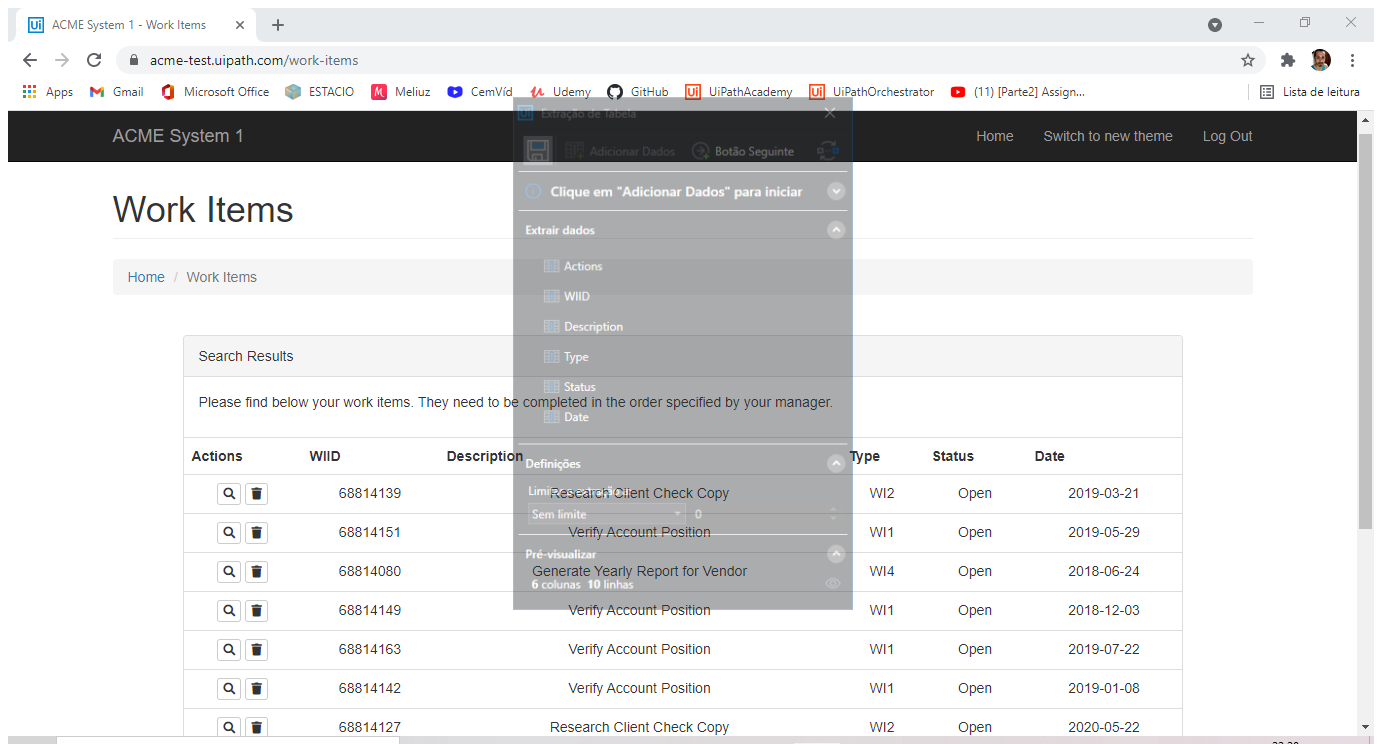 ACME System 1 - Work Items
acme-test.uipath.com/work-items
Apps Gmail Microsoft Office ESTACIO Meliuz CemVíd Udemy GitHub UiPathAcademy UiPathOrchestrator (11) [Parte2] Assign... Lista de leitura
ACME System 1 Home Switch to new theme Log Out
Extração de Tabela
Adicionar Dados Botão Seguinte
Clique em "Adicionar Dados" para iniciar
Extrair dados
Actions
WIID
Description
Type
Status
Date
Definições
Sem limite 0
Pré-visualizar
6 colunas 10 linhas
Work Items
Home / Work Items
Search Results
Please find below your work items. They need to be completed in the order specified by your manager.
Actions WIID Description Type Status Date
68814139 Research Client Check Copy WI2 Open 2019-03-21
68814151 Verify Account Position WI1 Open 2019-05-29
68814080 Generate Yearly Report for Vendor WI4 Open 2018-06-24
68814149 Verify Account Position WI1 Open 2018-12-03
68814163 Verify Account Position WI1 Open 2019-07-22
68814142 Verify Account Position WI1 Open 2019-01-08
68814127 Research Client Check Copy WI2 Open 2020-05-22